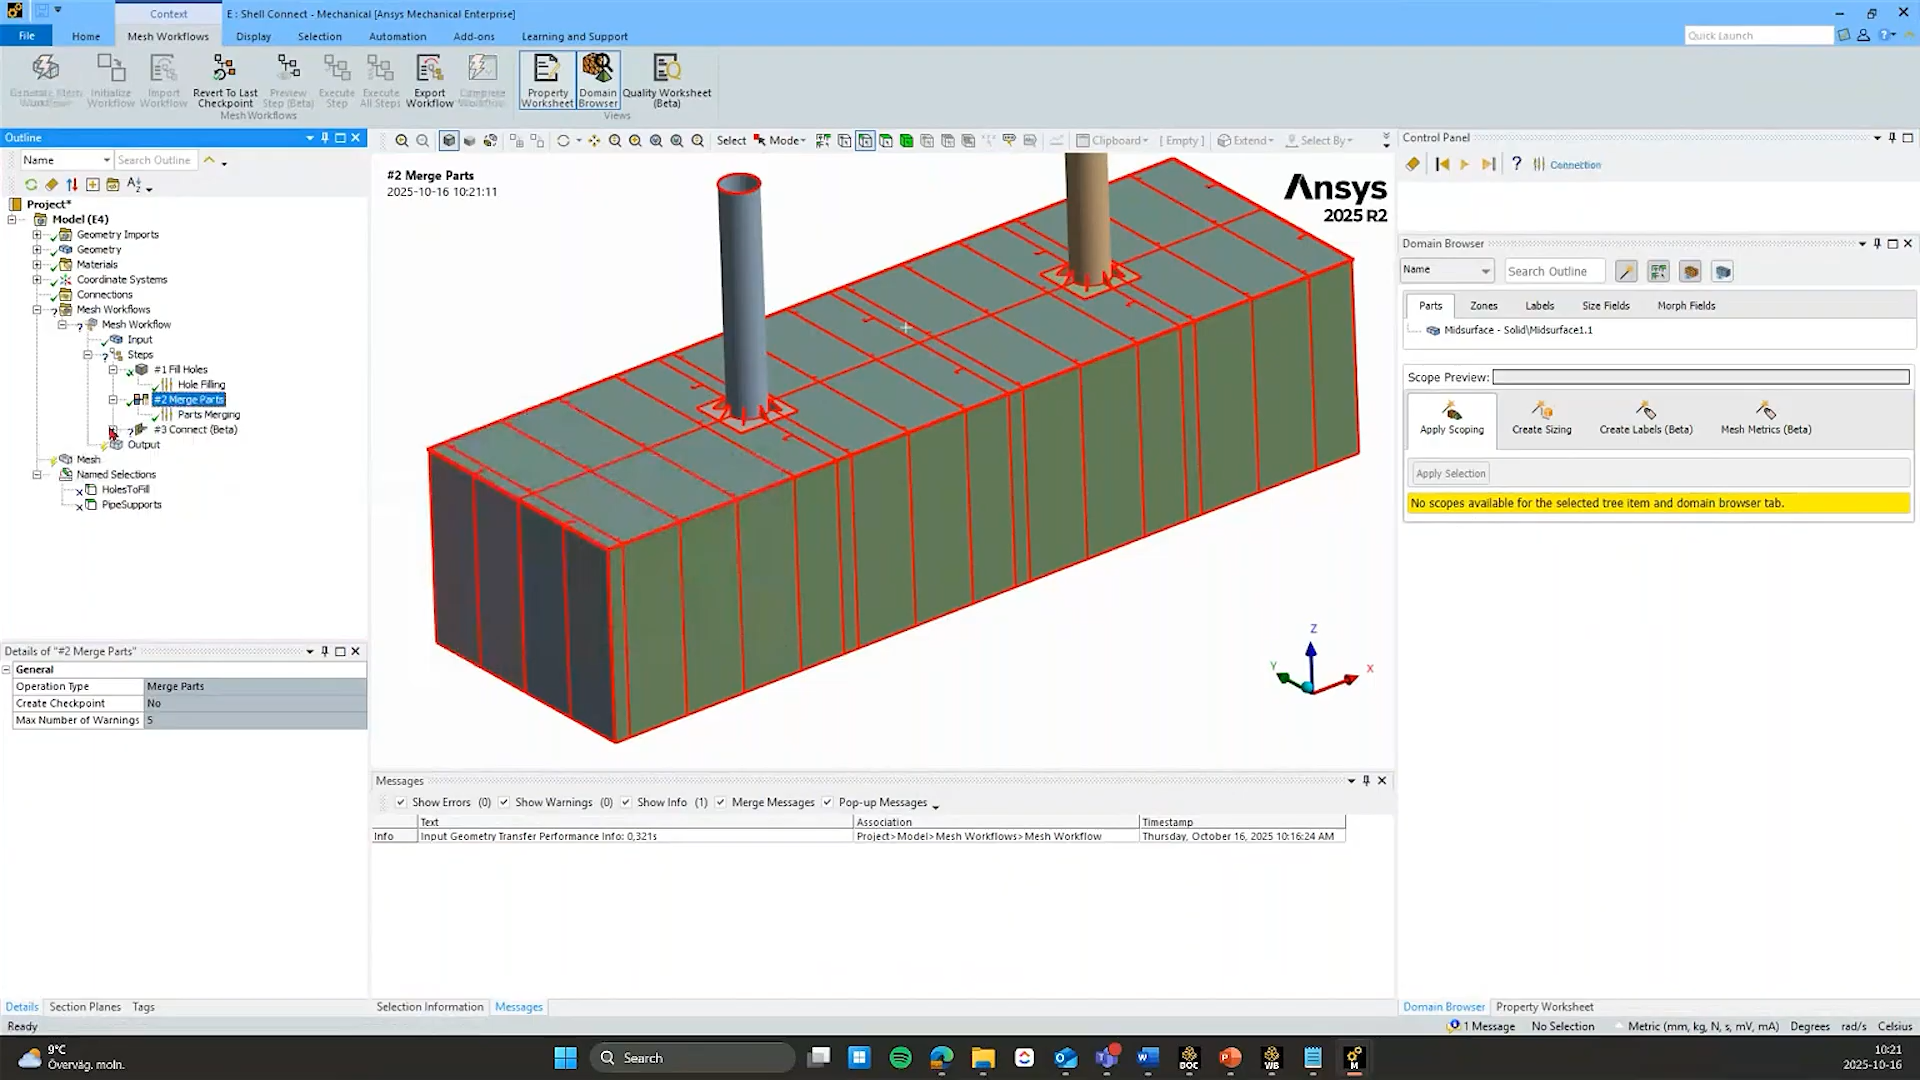 Context
E : Shell Connect - Mechanical [Ansys Mechanical Enterprise]
File
Home
Mesh Workflows
Display
Selection
Automation
Add-ons
Learning and Support
Quick Launch
Generate Mesh Workflow
Initialize Workflow
Import Workflow
Revert To Last Checkpoint
Preview Step (Beta)
Execute Step
Execute All Steps
Export Workflow
Complete Workflow
Property Worksheet
Domain Browser
Quality Worksheet (Beta)
Mesh Workflows
Views
Outline
Name
Search Outline
Project*
Model (E4)
Geometry Imports
Geometry
Materials
Coordinate Systems
Connections
Mesh Workflows
Mesh Workflow
Input
Steps
#1 Fill Holes
Hole Filling
#2 Merge Parts
Parts Merging
#3 Connect (Beta)
Output
Mesh
Named Selections
HolesToFill
PipeSupports
Details of "#2 Merge Parts"
General
Operation Type Merge Parts
Create Checkpoint No
Max Number of Warnings 5
Details
Section Planes
Tags
Ready
Select
Mode
Clipboard
[ Empty ]
Extend
Select By
#2 Merge Parts
2025-10-16 10:21:11
Ansys
2025 R2
Z
Y
X
Messages
Show Errors (0)
Show Warnings (0)
Show Info (1)
Merge Messages
Pop-up Messages
Text Association Timestamp
Info Input Geometry Transfer Performance Info: 0,321s Project>Model>Mesh Workflows>Mesh Workflow Thursday, October 16, 2025 10:16:24 AM
Selection Information
Messages
Control Panel
? Connection
Domain Browser
Name
Search Outline
Parts
Zones
Labels
Size Fields
Morph Fields
Midsurface - Solid\Midsurface1.1
Scope Preview:
Apply Scoping
Create Sizing
Create Labels (Beta)
Mesh Metrics (Beta)
Apply Selection
No scopes available for the selected tree item and domain browser tab.
Domain Browser
Property Worksheet
1 Message
No Selection
Metric (mm, kg, N, s, mV, mA)
Degrees
rad/s
Celsius
9°C
Överväg. moln.
Search
DOC
WB
M
10:21
2025-10-16